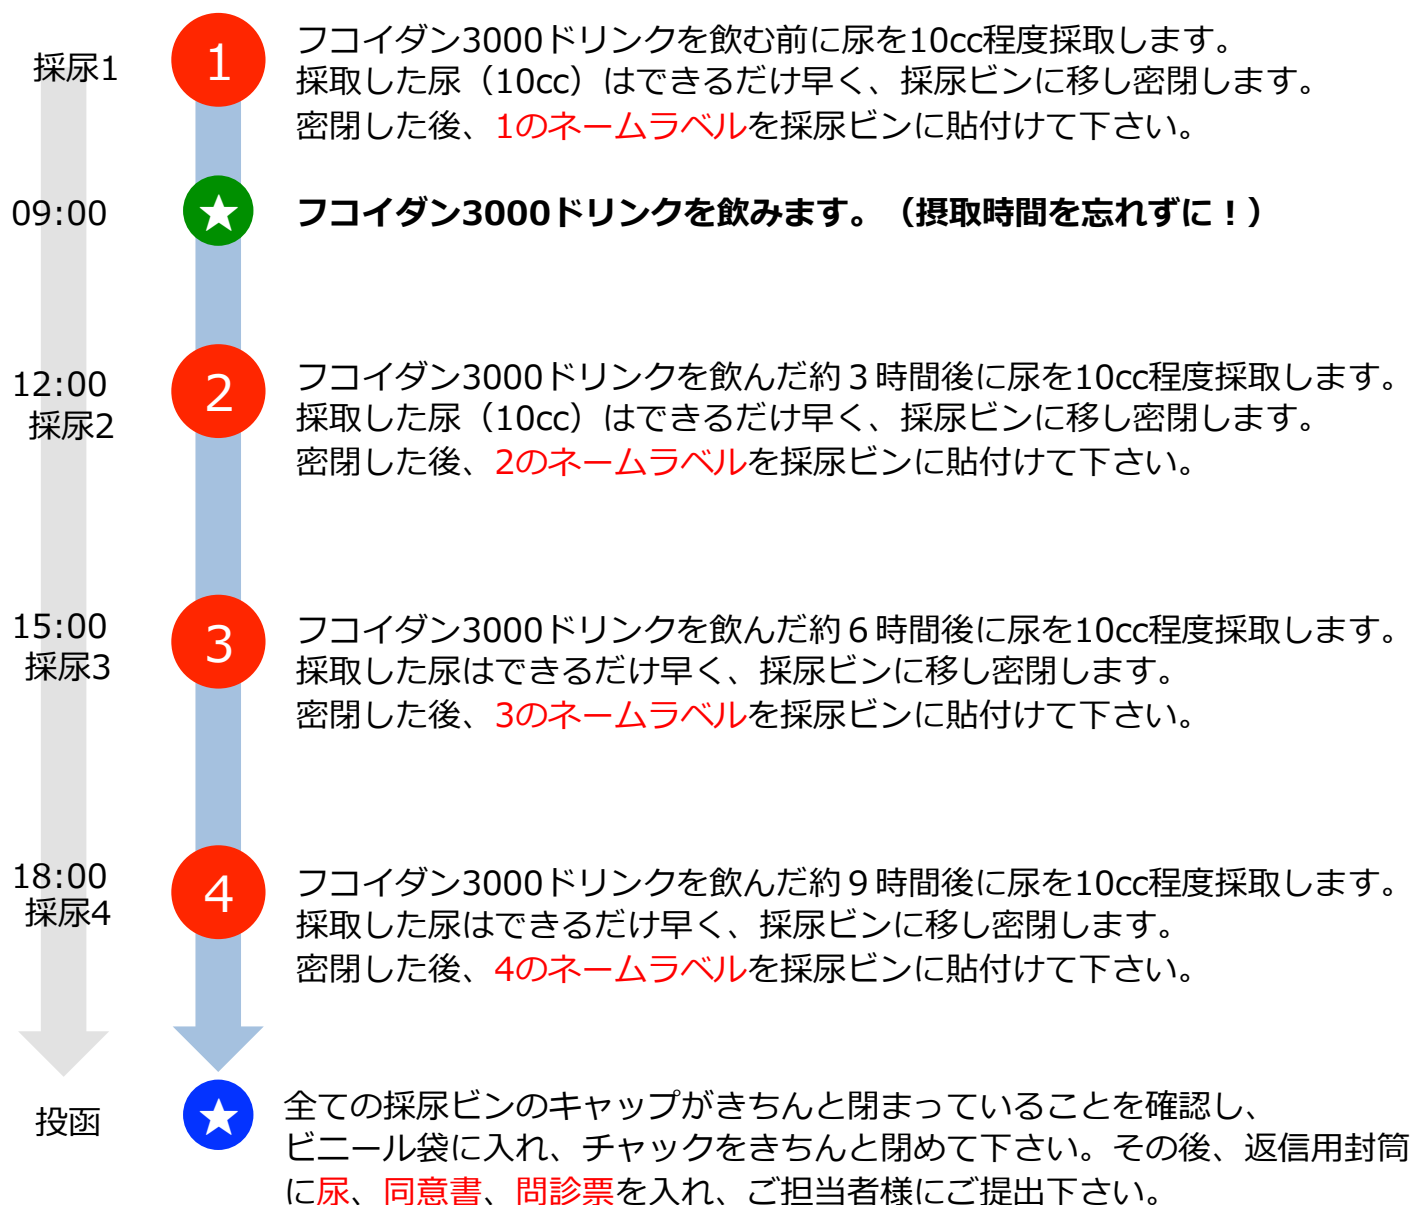 採尿1
1
フコイダン3000ドリンクを飲む前に尿を10cc程度採取します。
採取した尿（10cc）はできるだけ早く、採尿ビンに移し密閉します。
密閉した後、1のネームラベルを採尿ビンに貼付けて下さい。
09:00
フコイダン3000ドリンクを飲みます。（摂取時間を忘れずに！）
12:00
採尿2
2
フコイダン3000ドリンクを飲んだ約３時間後に尿を10cc程度採取します。
採取した尿（10cc）はできるだけ早く、採尿ビンに移し密閉します。
密閉した後、2のネームラベルを採尿ビンに貼付けて下さい。
15:00
採尿3
3
フコイダン3000ドリンクを飲んだ約６時間後に尿を10cc程度採取します。
採取した尿はできるだけ早く、採尿ビンに移し密閉します。
密閉した後、3のネームラベルを採尿ビンに貼付けて下さい。
18:00
採尿4
4
フコイダン3000ドリンクを飲んだ約９時間後に尿を10cc程度採取します。
採取した尿はできるだけ早く、採尿ビンに移し密閉します。
密閉した後、4のネームラベルを採尿ビンに貼付けて下さい。
投函
全ての採尿ビンのキャップがきちんと閉まっていることを確認し、
ビニール袋に入れ、チャックをきちんと閉めて下さい。その後、返信用封筒
に尿、同意書、問診票を入れ、ご担当者様にご提出下さい。